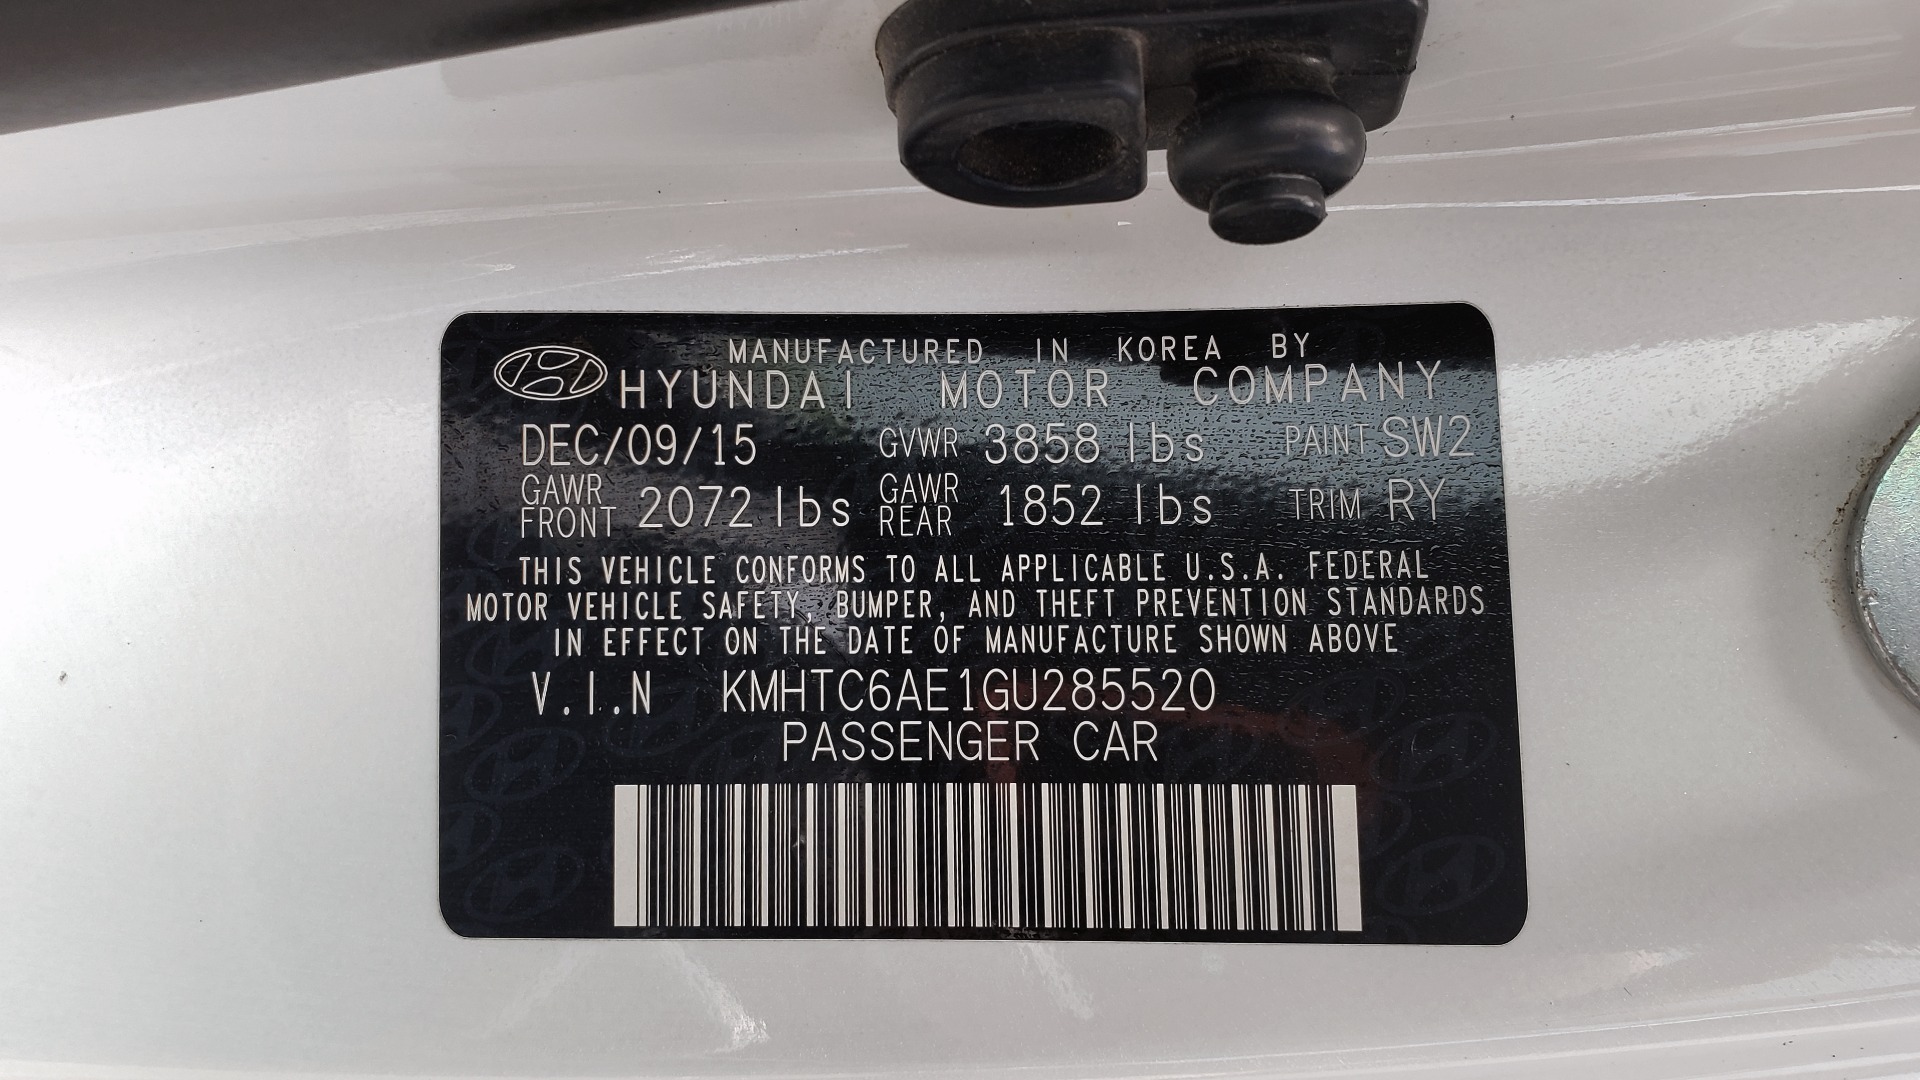 MANUFACTURED IN KOREA BY
HYUNDAI MOTOR COMPANY
DEC/09/15 GVWR 3858 lbs PAINT SW2
GAWR FRONT 2072 lbs GAWR REAR 1852 lbs TRIM RY
THIS VEHICLE CONFORMS TO ALL APPLICABLE U.S.A. FEDERAL
MOTOR VEHICLE SAFETY, BUMPER, AND THEFT PREVENTION STANDARDS
IN EFFECT ON THE DATE OF MANUFACTURE SHOWN ABOVE
V.I.N KMHTC6AE1GU285520
PASSENGER CAR